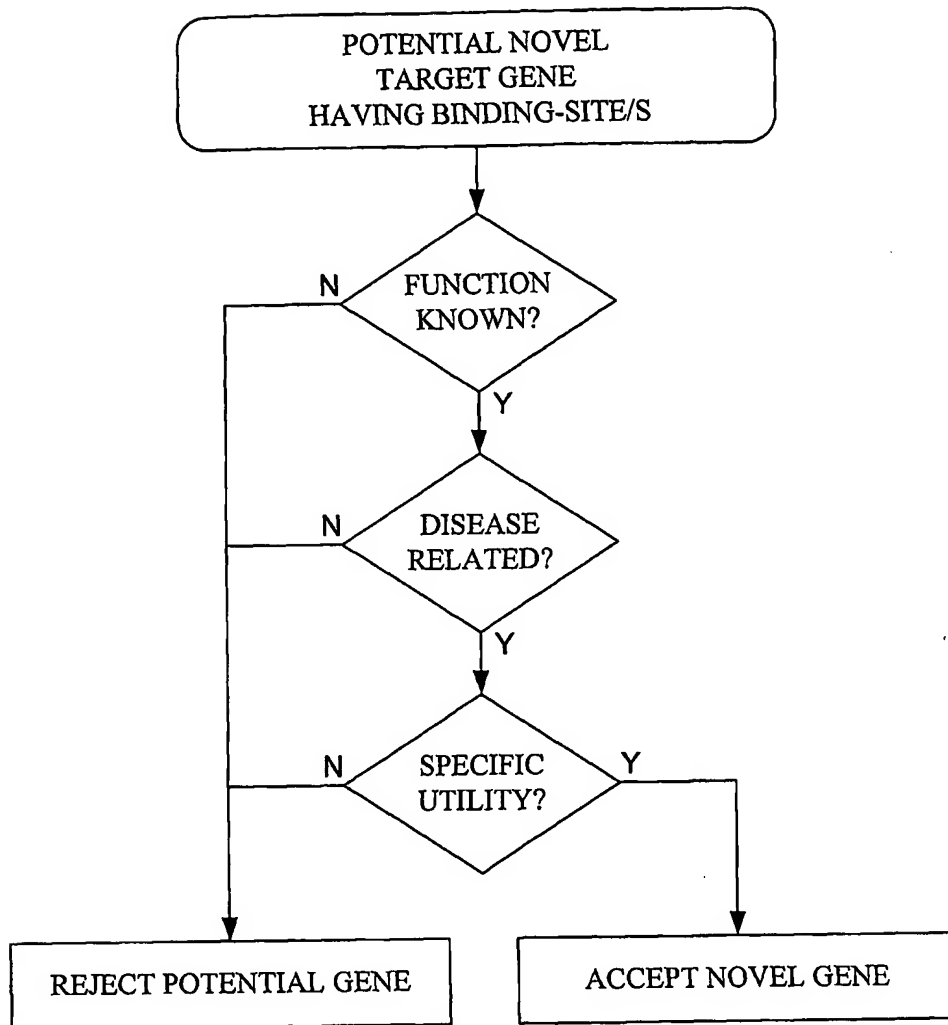 POTENTIAL NOVEL
TARGET GENE
HAVING BINDING-SITE/S
N
FUNCTION
KNOWN?
Y
N
DISEASE
RELATED?
Y
N
SPECIFIC
UTILITY?
Y
REJECT POTENTIAL GENE
ACCEPT NOVEL GENE